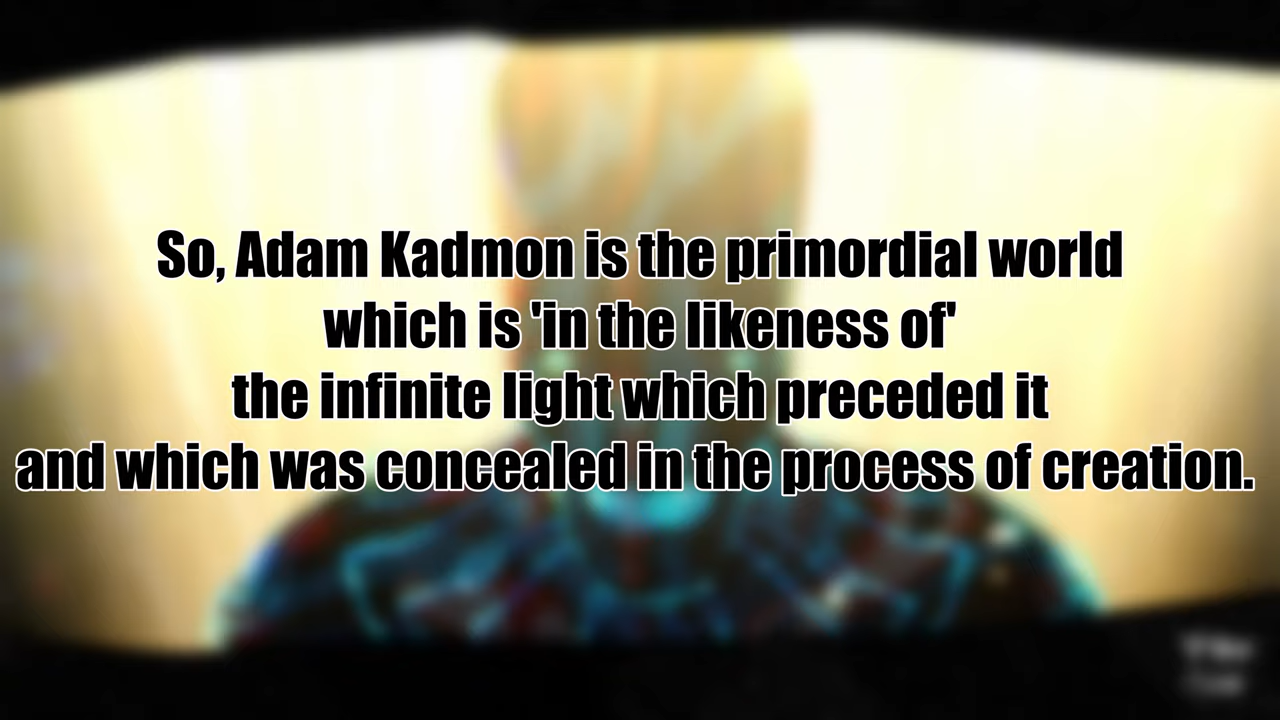 So, Adam Kadmon is the primordial world
which is 'in the likeness of'
the infinite light which preceded it
and which was concealed in the process of creation.